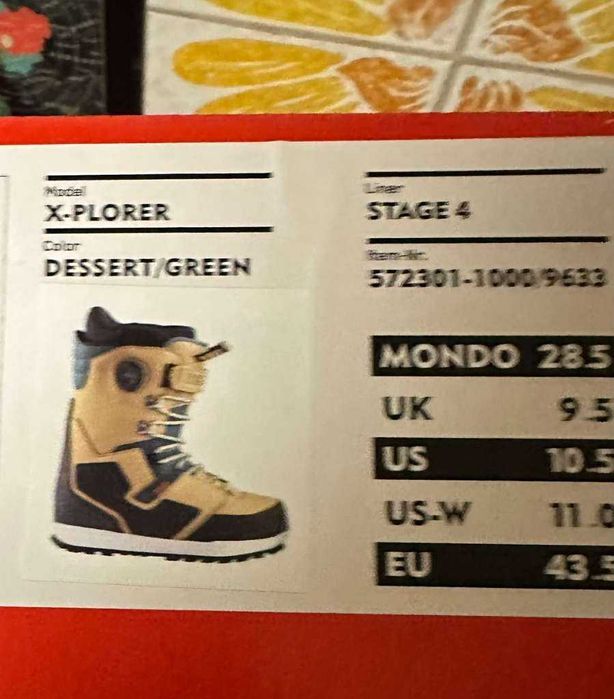 Model
X-PLORER
Color
DESSERT/GREEN
Liner
STAGE 4
Item-Nr.
572301-1000/9633
MONDO 28.5
UK 9.5
US 10.5
US-W 11.0
EU 43.5